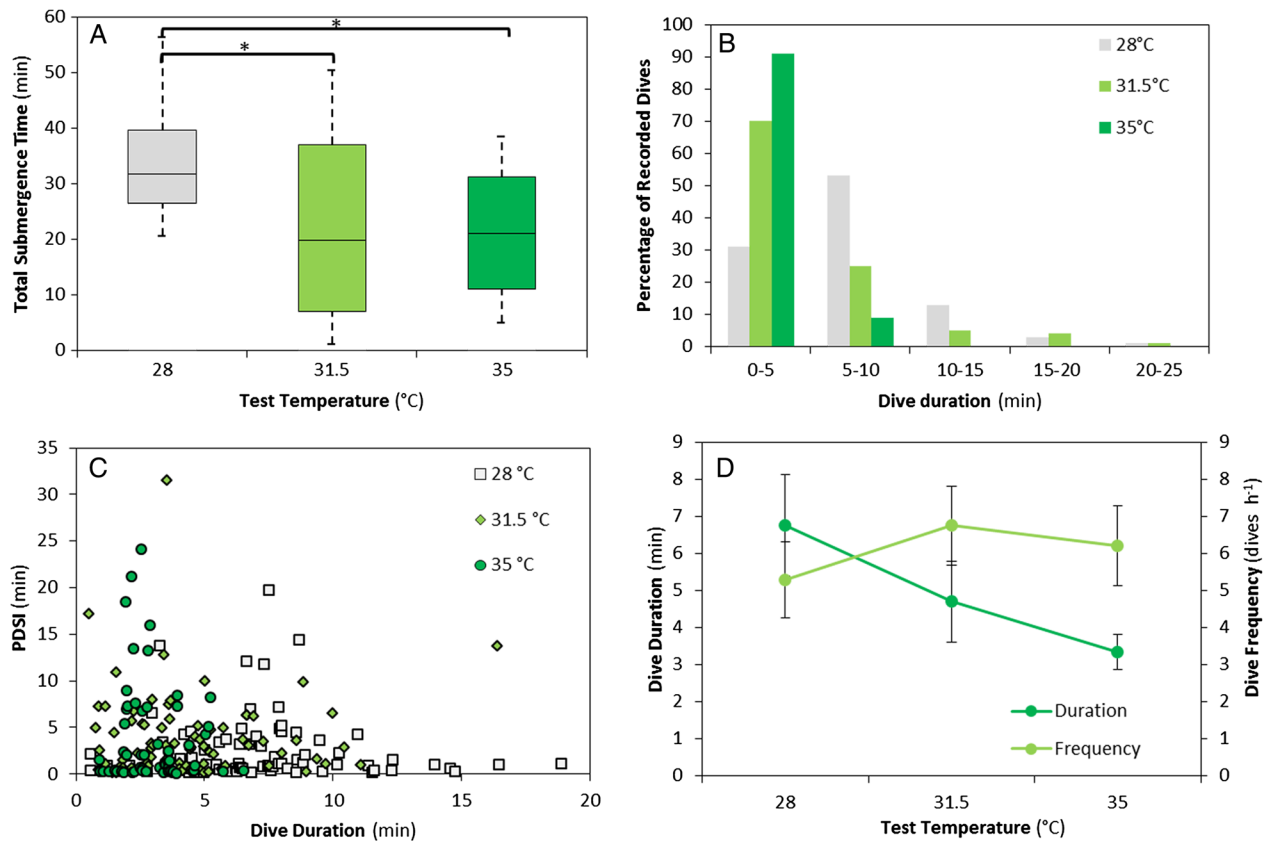 A
Total Submergence Time (min)
60
50
40
30
20
10
0
*
*
28 31.5 35
Test Temperature (°C)
B
Percentage of Recorded Dives
100
90
80
70
60
50
40
30
20
10
0
28°C
31.5°C
35°C
0-5 5-10 10-15 15-20 20-25
Dive duration (min)
C
PDSI (min)
35
30
25
20
15
10
5
0
28 °C
31.5 °C
35 °C
0 5 10 15 20
Dive Duration (min)
D
Dive Duration (min)
9
8
7
6
5
4
3
2
1
0
Duration
Frequency
9
8
7
6
5
4
3
2
1
0
Dive Frequency (dives h-1)
28 31.5 35
Test Temperature (°C)